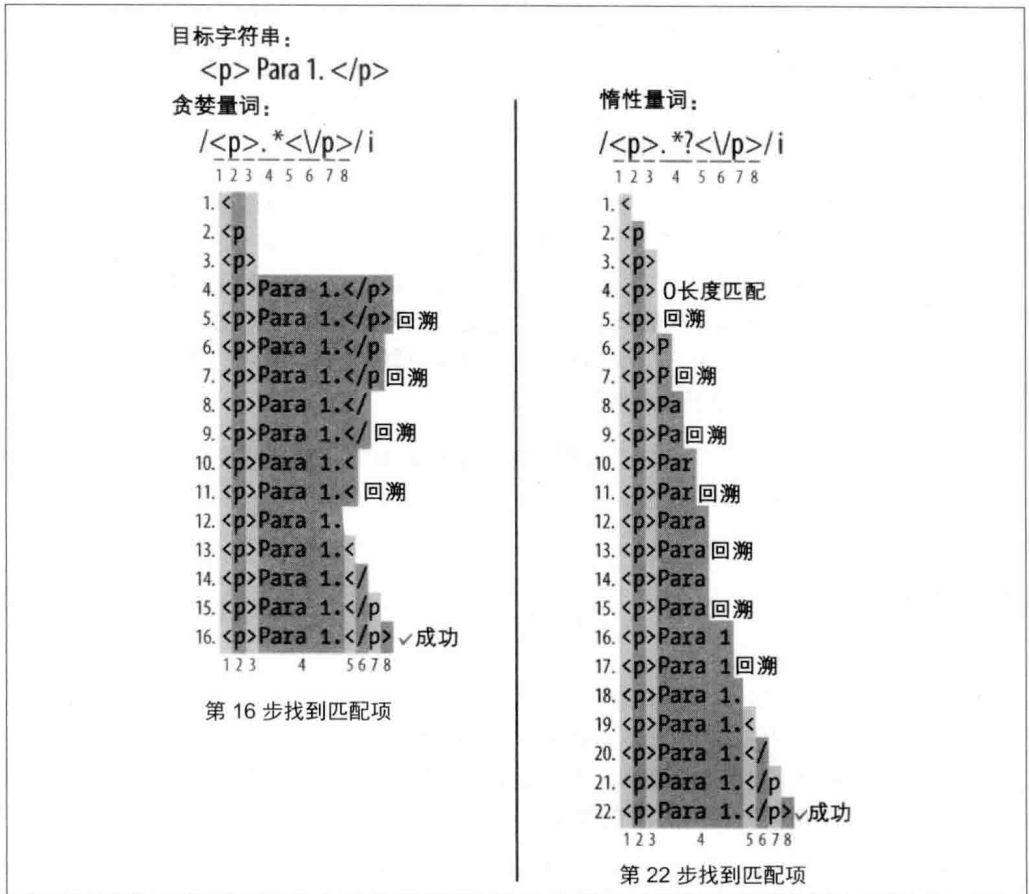 目标字符串：
<p> Para 1. </p>
贪婪量词：
/<p>.*<\/p>/ i
1 2 3 4 5 6 7 8
1. <
2. <p
3. <p>
4. <p>Para 1.</p>
5. <p>Para 1.</p> 回溯
6. <p>Para 1.</p
7. <p>Para 1.</p 回溯
8. <p>Para 1.</
9. <p>Para 1.</ 回溯
10. <p>Para 1.<
11. <p>Para 1.< 回溯
12. <p>Para 1.
13. <p>Para 1.<
14. <p>Para 1.</
15. <p>Para 1.</p
16. <p>Para 1.</p> ✓成功
1 2 3 4 5 6 7 8
第 16 步找到匹配项
惰性量词：
/<p>.*?<\/p>/ i
1 2 3 4 5 6 7 8
1. <
2. <p
3. <p>
4. <p> 0长度匹配
5. <p> 回溯
6. <p>P
7. <p>P 回溯
8. <p>Pa
9. <p>Pa 回溯
10. <p>Par
11. <p>Par 回溯
12. <p>Para
13. <p>Para 回溯
14. <p>Para
15. <p>Para 回溯
16. <p>Para 1
17. <p>Para 1 回溯
18. <p>Para 1.
19. <p>Para 1.<
20. <p>Para 1.</
21. <p>Para 1.</p
22. <p>Para 1.</p> ✓成功
1 2 3 4 5 6 7 8
第 22 步找到匹配项